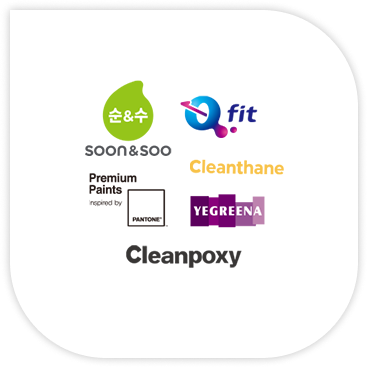 순&수
SOON&SOO
Q fit
Cleanthane
Premium
Paints
inspired by
PANTONE®
YEGREENA
Cleanpoxy